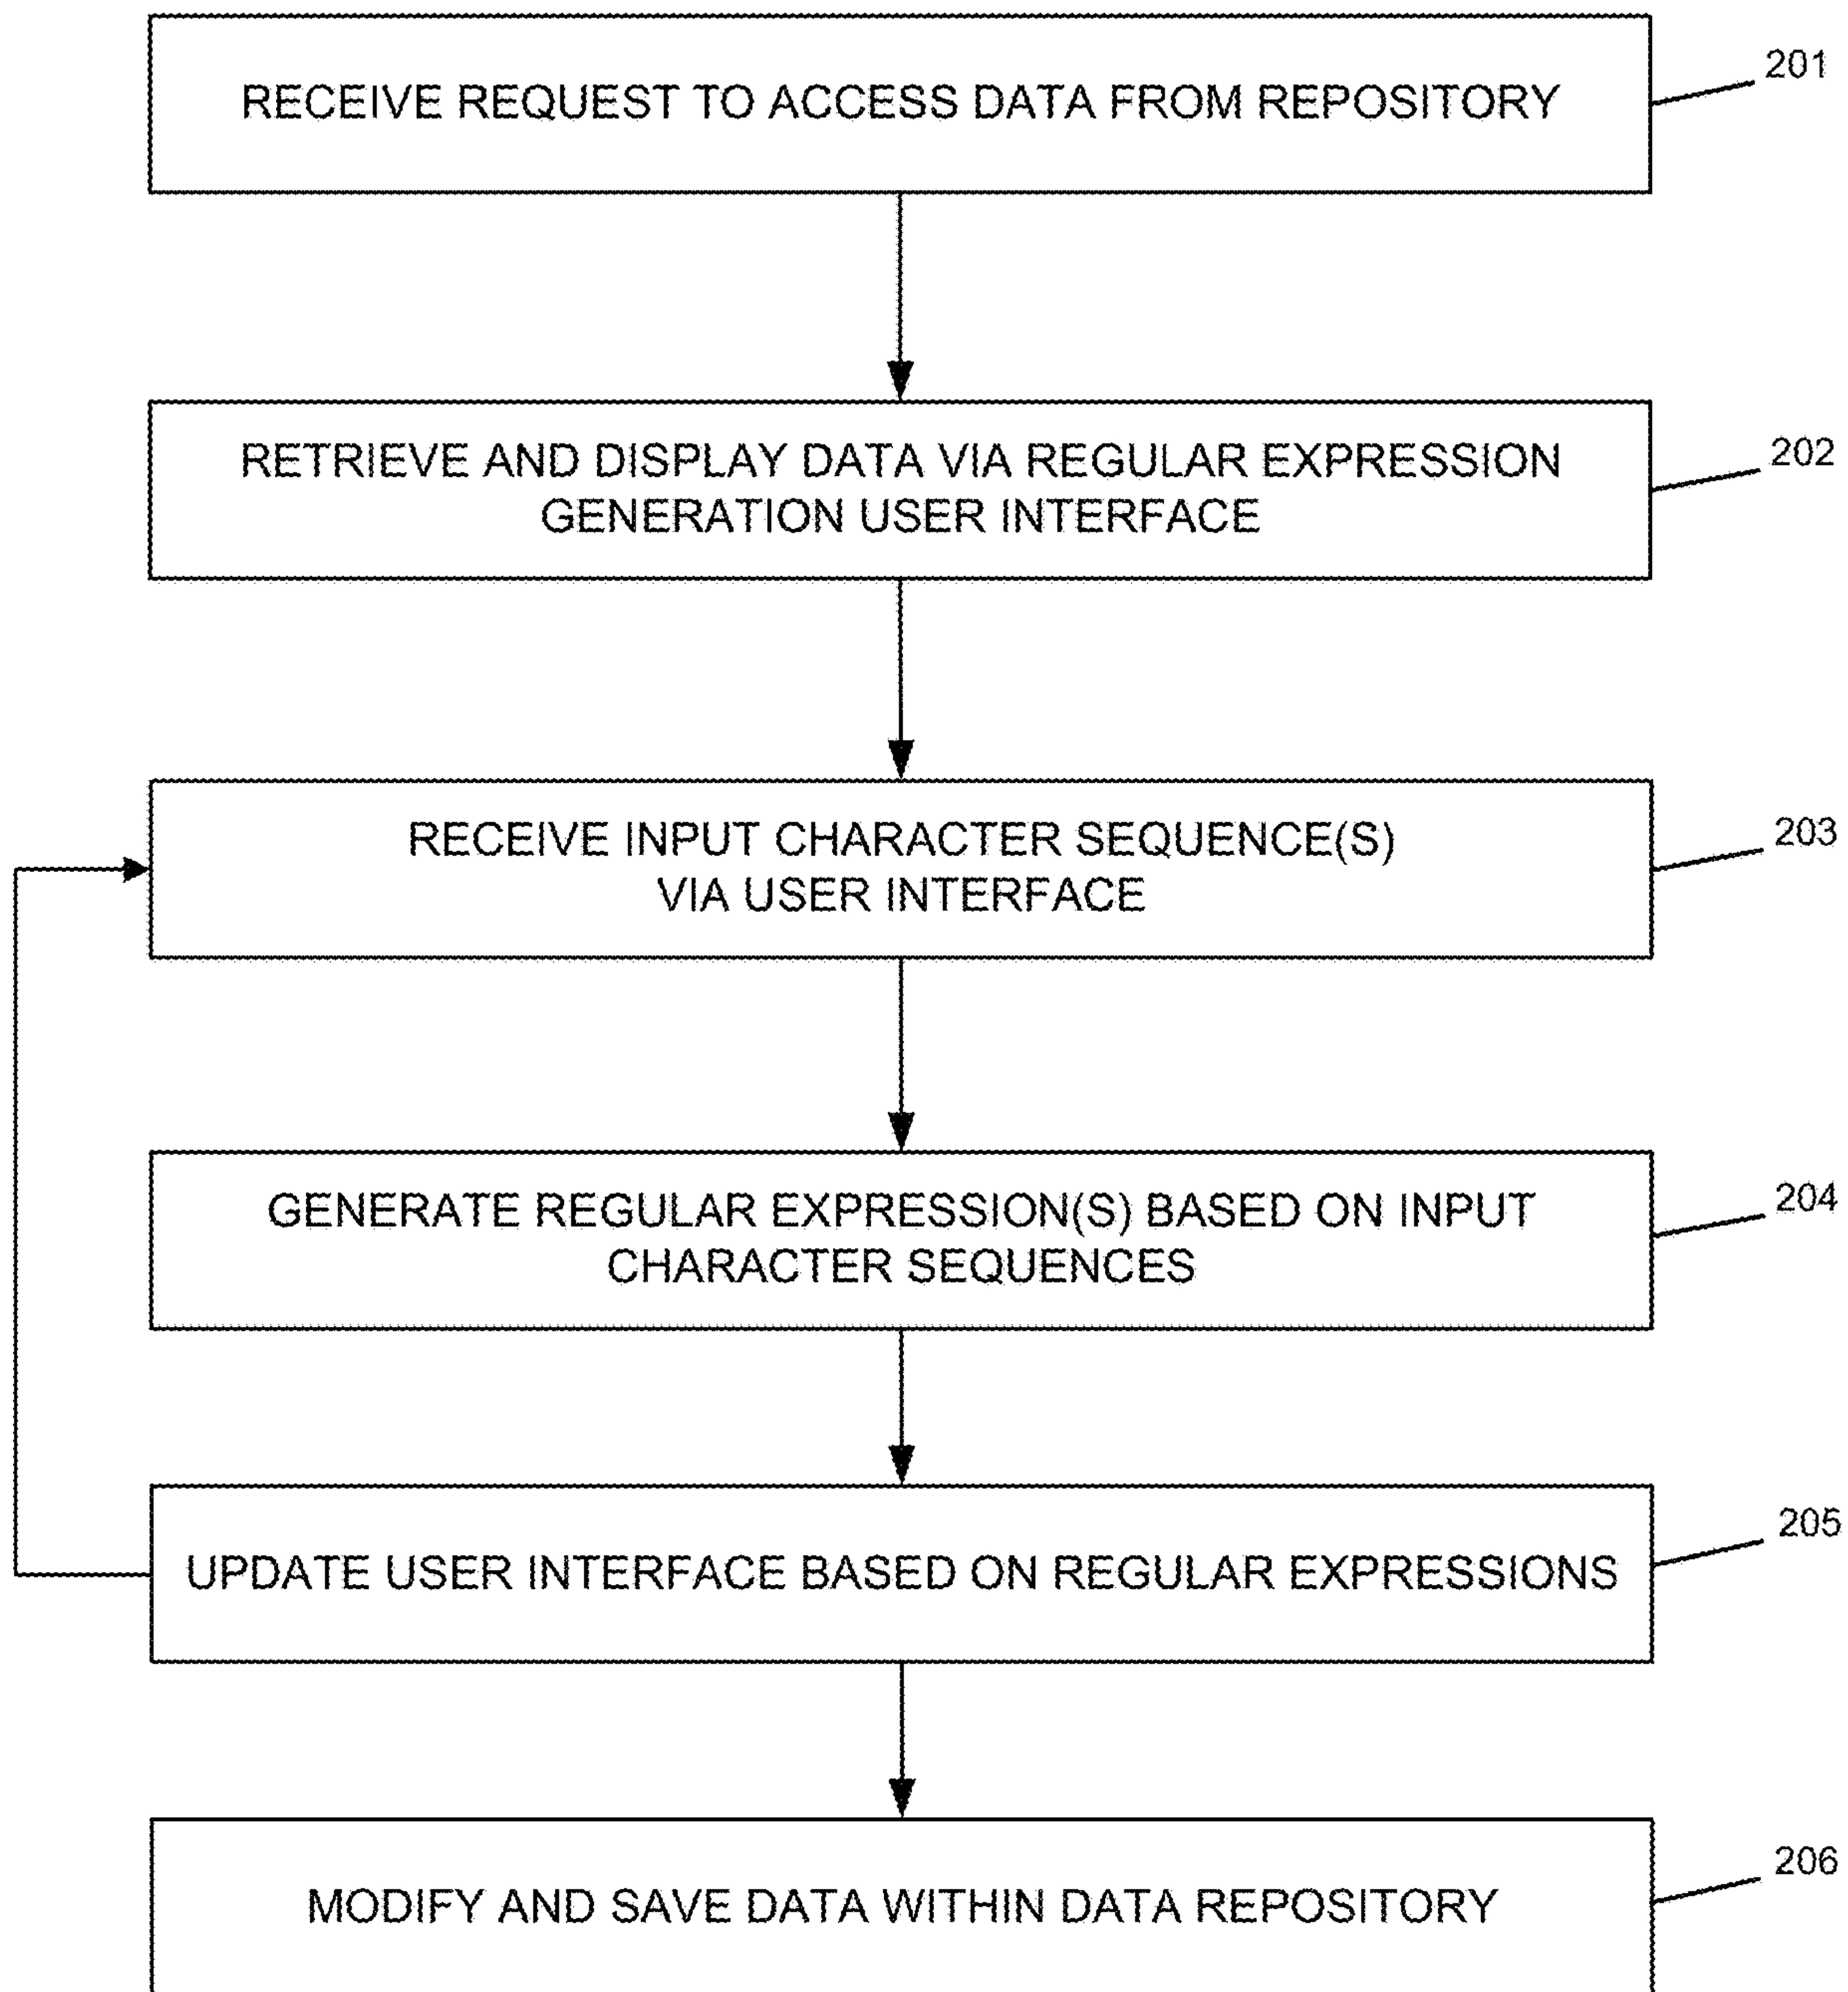 RECEIVE REQUEST TO ACCESS DATA FROM REPOSITORY
201
RETRIEVE AND DISPLAY DATA VIA REGULAR EXPRESSION
GENERATION USER INTERFACE
202
RECEIVE INPUT CHARACTER SEQUENCE(S)
VIA USER INTERFACE
203
GENERATE REGULAR EXPRESSION(S) BASED ON INPUT
CHARACTER SEQUENCES
204
UPDATE USER INTERFACE BASED ON REGULAR EXPRESSIONS
205
MODIFY AND SAVE DATA WITHIN DATA REPOSITORY
206